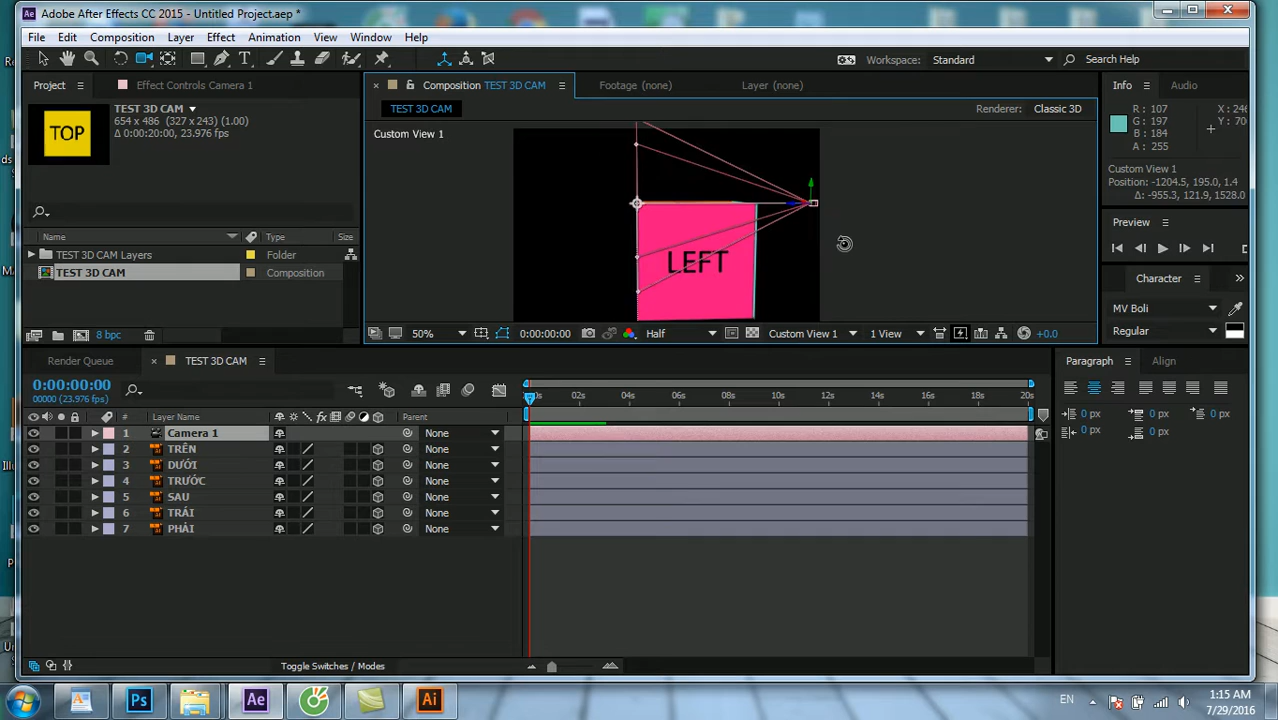 Adobe After Effects CC 2015 - Untitled Project.aep *
File Edit Composition Layer Effect Animation View Window Help
Workspace: Standard Search Help
Project Effect Controls Camera 1
Composition TEST 3D CAM Footage (none) Layer (none)
Info Audio
TEST 3D CAM
654 x 486 (327 x 243) (1.00)
Δ 0:00:20:00, 23.976 fps
TOP
TEST 3D CAM
Renderer: Classic 3D
Custom View 1
R : 107
G : 197
B : 184
A : 255
X : 246
Custom View 1
Position: -1204.5, 195.0, 1.4
Δ: -955.3, 121.9, 1528.0
Preview
Name Type Size
TEST 3D CAM Layers Folder
TEST 3D CAM Composition
LEFT
Character
MV Boli
Regular
8 bpc
50% 0:00:00:00 Half Custom View 1 1 View +0.0
Render Queue TEST 3D CAM
Paragraph Align
0:00:00:00
00000 (23.976 fps)
02s 04s 06s 08s 10s 12s 14s 16s 18s 20s
0 px 0 px 0 px
0 px 0 px
# Layer Name Parent
1 Camera 1 None
2 TRÊN None
3 DƯỚI None
4 TRƯỚC None
5 SAU None
6 TRÁI None
7 PHẢI None
Toggle Switches / Modes
Ps Ae Ai
EN
1:15 AM
7/29/2016